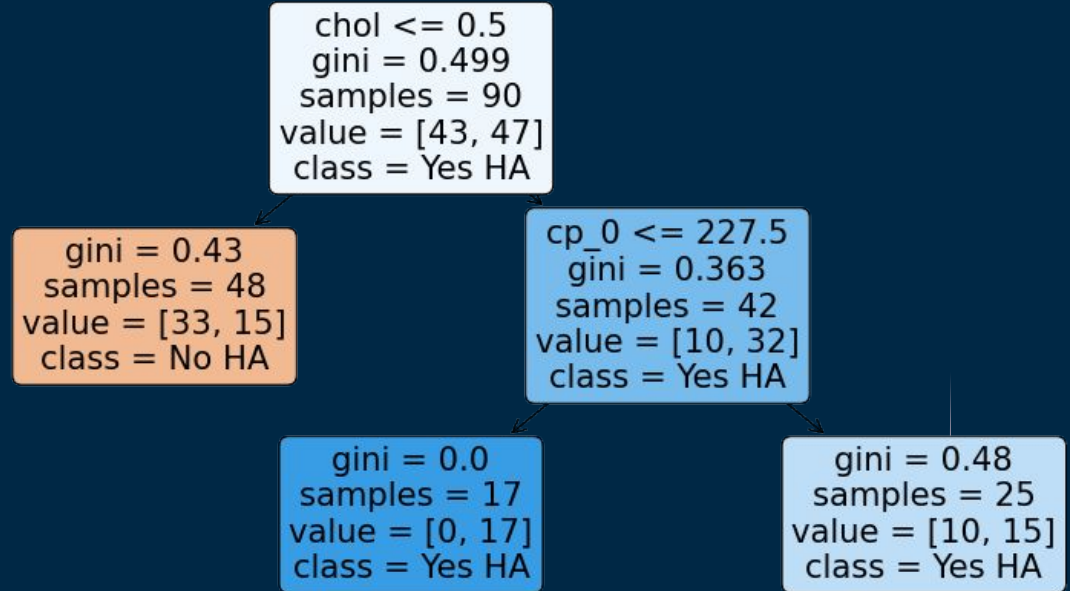 chol <= 0.5
gini = 0.499
samples = 90
value = [43, 47]
class = Yes HA
gini = 0.43
samples = 48
value = [33, 15]
class = No HA
cp_0 <= 227.5
gini = 0.363
samples = 42
value = [10, 32]
class = Yes HA
gini = 0.0
samples = 17
value = [0, 17]
class = Yes HA
gini = 0.48
samples = 25
value = [10, 15]
class = Yes HA